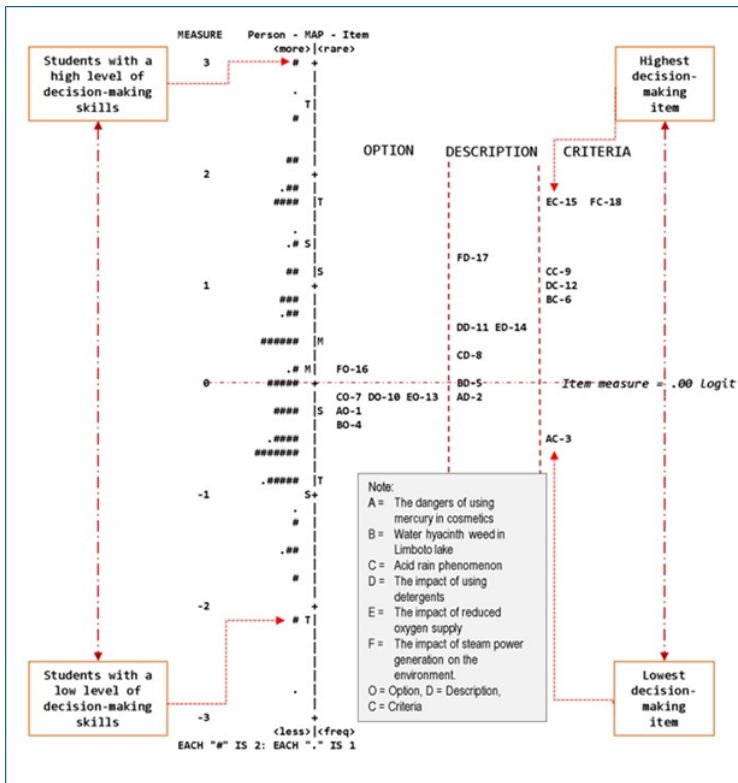 MEASURE Person - MAP - Item
<more>|<rare>
Students with a
high level of
decision-making
skills
3 # +
.
T
#
##
2 +
.##
#### |T
.
.# S
## |S
1 +
###
.##
###### |M
.# M
0 ##### +
#### |S
.####
#######
.##### |T
-1 S+
.
#
.##
#
-2 +
# T
.
-3 +
<less>|<freq>
EACH "#" IS 2: EACH "." IS 1
Students with a
low level of
decision-making
skills
OPTION DESCRIPTION CRITERIA
EC-15 FC-18
FD-17
CC-9
DC-12
BC-6
DD-11 ED-14
CD-8
FO-16
BD-5 Item measure = .00 logit
CO-7 DO-10 EO-13 AD-2
AO-1
BO-4
AC-3
Highest
decision-
making
item
Lowest
decision-
making
item
Note:
A = The dangers of using
mercury in cosmetics
B = Water hyacinth weed in
Limboto lake
C = Acid rain phenomenon
D = The impact of using
detergents
E = The impact of reduced
oxygen supply
F = The impact of steam power
generation on the
environment.
O = Option, D = Description,
C = Criteria